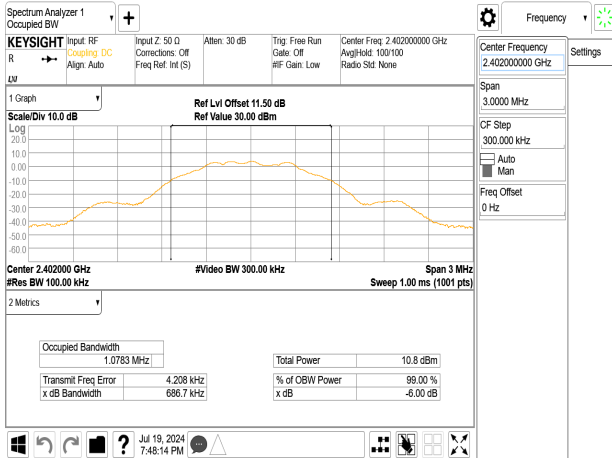 Spectrum Analyzer 1
Occupied BW
KEYSIGHT
R
Input: RF
Coupling: DC
Align: Auto
Input Z: 50 Ω
Corrections: Off
Freq Ref: Int (S)
Atten: 30 dB
Trig: Free Run
Gate: Off
#IF Gain: Low
Center Freq: 2.402000000 GHz
Avg|Hold: 100/100
Radio Std: None
1 Graph
Scale/Div 10.0 dB
Ref Lvl Offset 11.50 dB
Ref Value 30.00 dBm
Log
20.0
10.0
0.00
-10.0
-20.0
-30.0
-40.0
-50.0
-60.0
Center 2.402000 GHz
#Video BW 300.00 kHz
Span 3 MHz
#Res BW 100.00 kHz
Sweep 1.00 ms (1001 pts)
2 Metrics
Occupied Bandwidth
1.0783 MHz
Total Power 10.8 dBm
Transmit Freq Error 4.208 kHz
% of OBW Power 99.00 %
x dB Bandwidth 686.7 kHz
x dB -6.00 dB
?
Jul 19, 2024
7:48:14 PM
Frequency
Center Frequency
2.402000000 GHz
Settings
Span
3.0000 MHz
CF Step
300.000 kHz
Auto
Man
Freq Offset
0 Hz